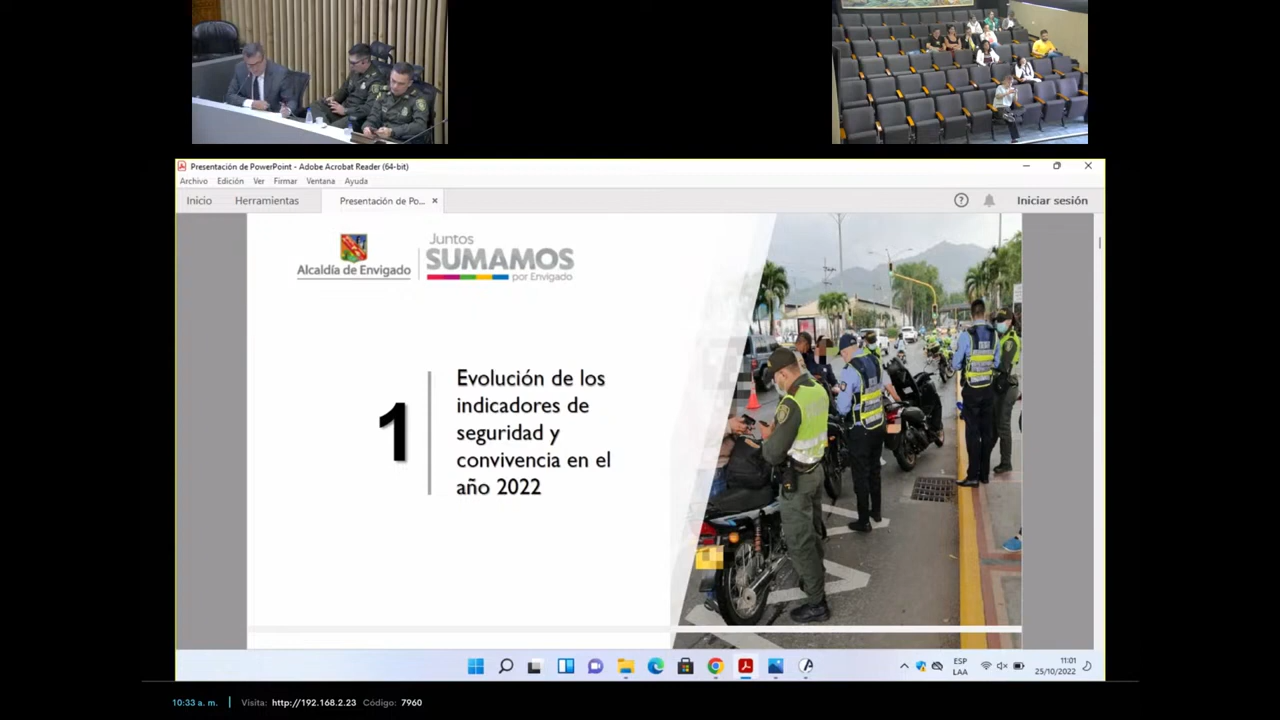 Presentación de PowerPoint - Adobe Acrobat Reader (64-bit)
Archivo Edición Ver Firmar Ventana Ayuda
Inicio Herramientas Presentación de Po... Iniciar sesión
Alcaldía de Envigado
Juntos
SUMAMOS
por Envigado
1
Evolución de los
indicadores de
seguridad y
convivencia en el
año 2022
ESP
LAA
11:01
25/10/2022
10:33 a. m. Visita: http://192.168.2.23 Código: 7960